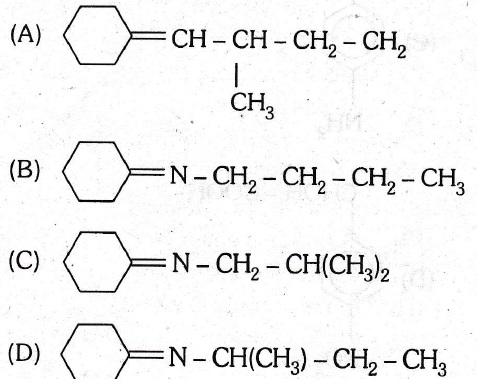 (A) =CH–CH–CH₂–CH₂
|
CH₃
(B) =N–CH₂–CH₂–CH₂–CH₃
(C) =N–CH₂–CH(CH₃)₂
(D) =N–CH(CH₃)–CH₂–CH₃